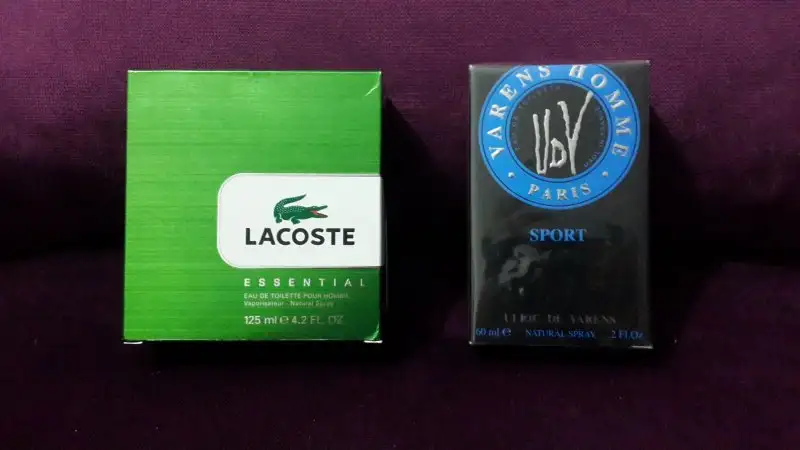 LACOSTE
ESSENTIAL
EAU DE TOILETTE POUR HOMME
Vaporisateur - Natural Spray
125 ml e 4.2 FL. OZ.
VARENS HOMME
UDV
PARIS
SPORT
ULRIC DE VARENS
60 ml e NATURAL SPRAY 2 Fl.Oz